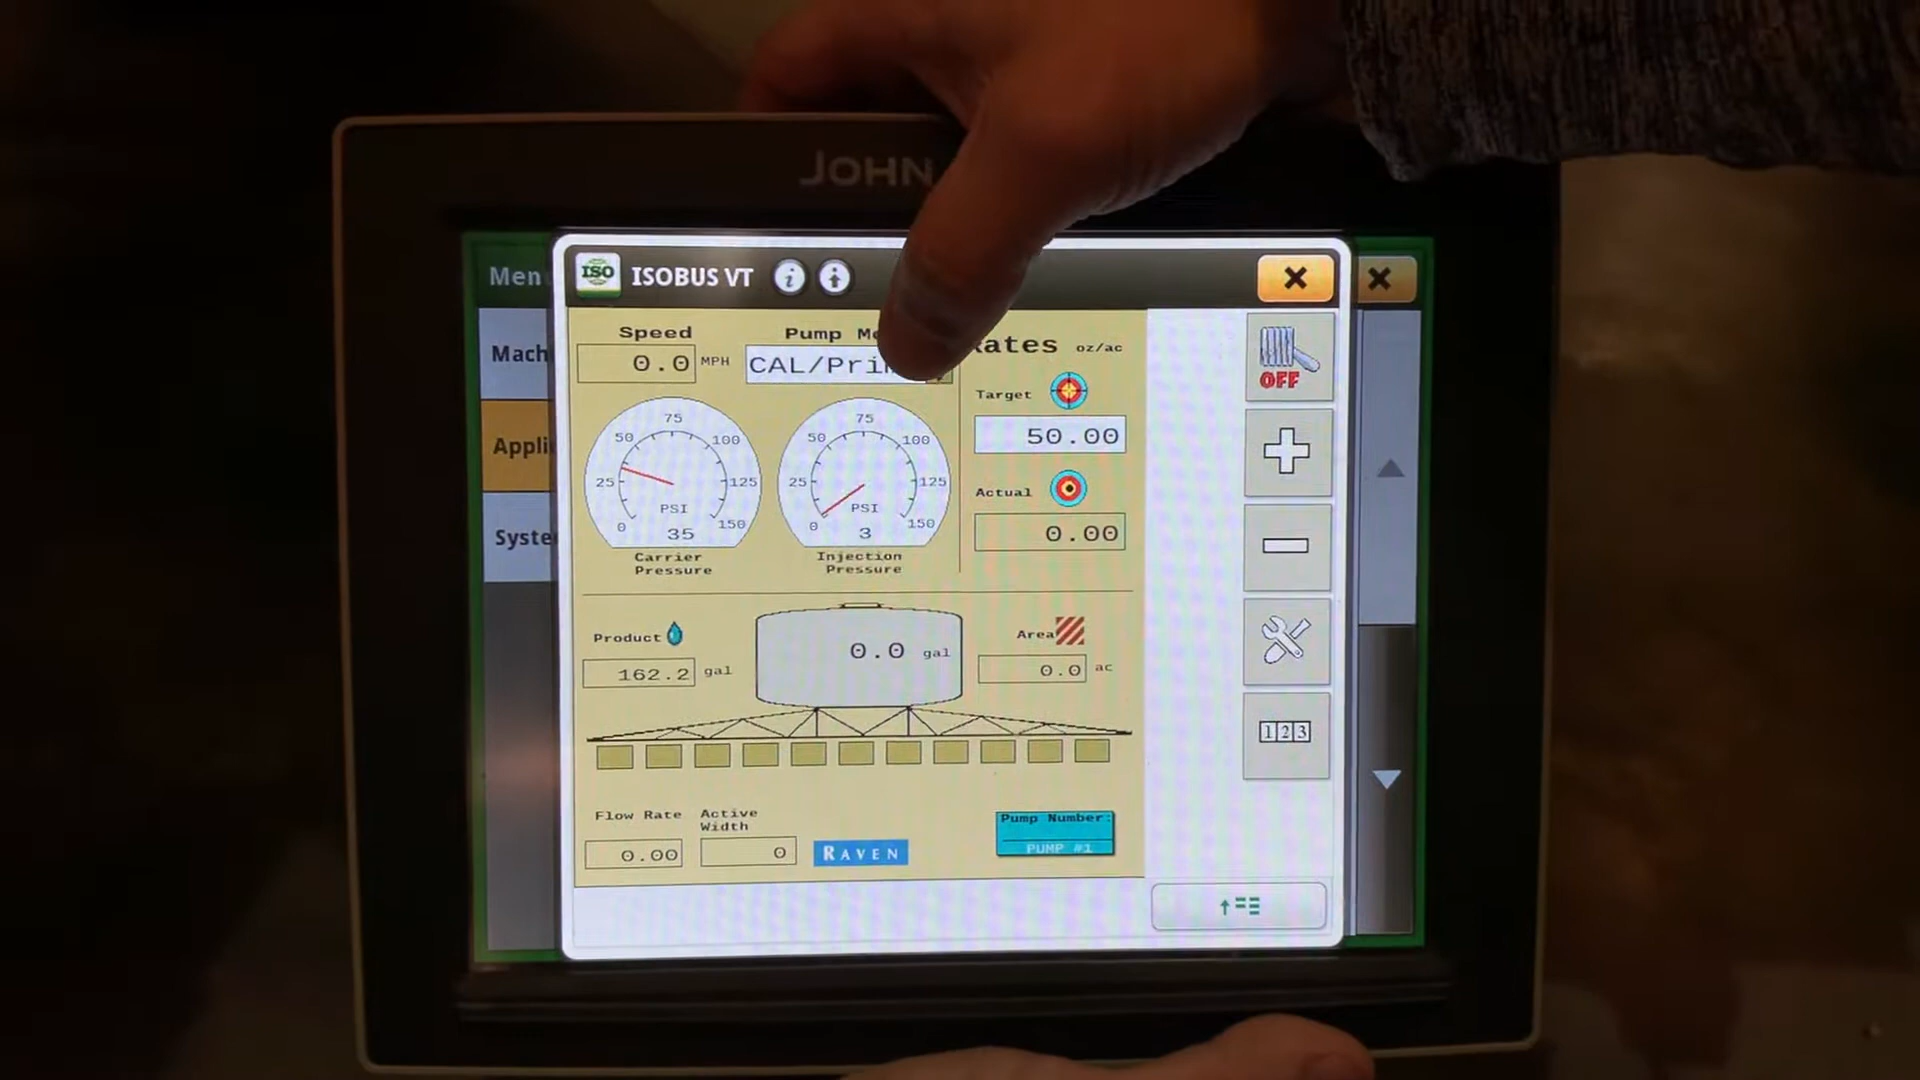 JOHN
Men
ISO
ISOBUS VT
Mach
Appli
Syste
Speed
0.0 MPH
Pump
CAL/Pri
Rates oz/ac
Target
50.00
Actual
0.00
0 25 50 75 100 125 150
PSI
35
Carrier
Pressure
0 25 50 75 100 125 150
PSI
3
Injection
Pressure
Product
162.2 gal
0.0 gal
Area
0.0 ac
Flow Rate
0.00
Active
Width
0
RAVEN
Pump Number:
PUMP #1
OFF
123